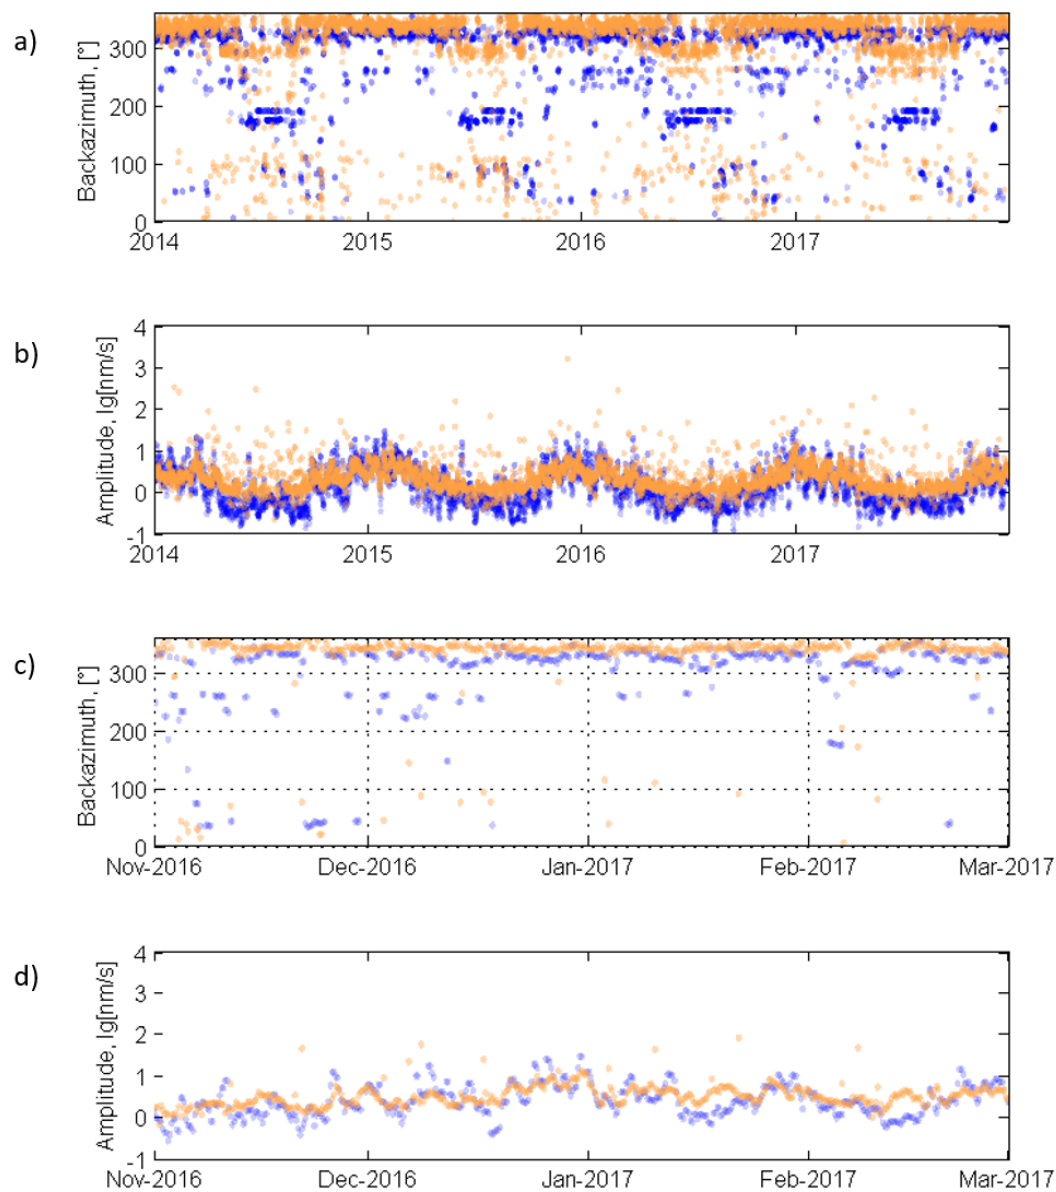 a)
Backazimuth, [°]
300
200
100
0
2014 2015 2016 2017
b)
Amplitude, lg[nm/s]
4
3
2
1
0
-1
2014 2015 2016 2017
c)
Backazimuth, [°]
300
200
100
0
Nov-2016 Dec-2016 Jan-2017 Feb-2017 Mar-2017
d)
Amplitude, lg[nm/s]
4
3
2
1
0
-1
Nov-2016 Dec-2016 Jan-2017 Feb-2017 Mar-2017